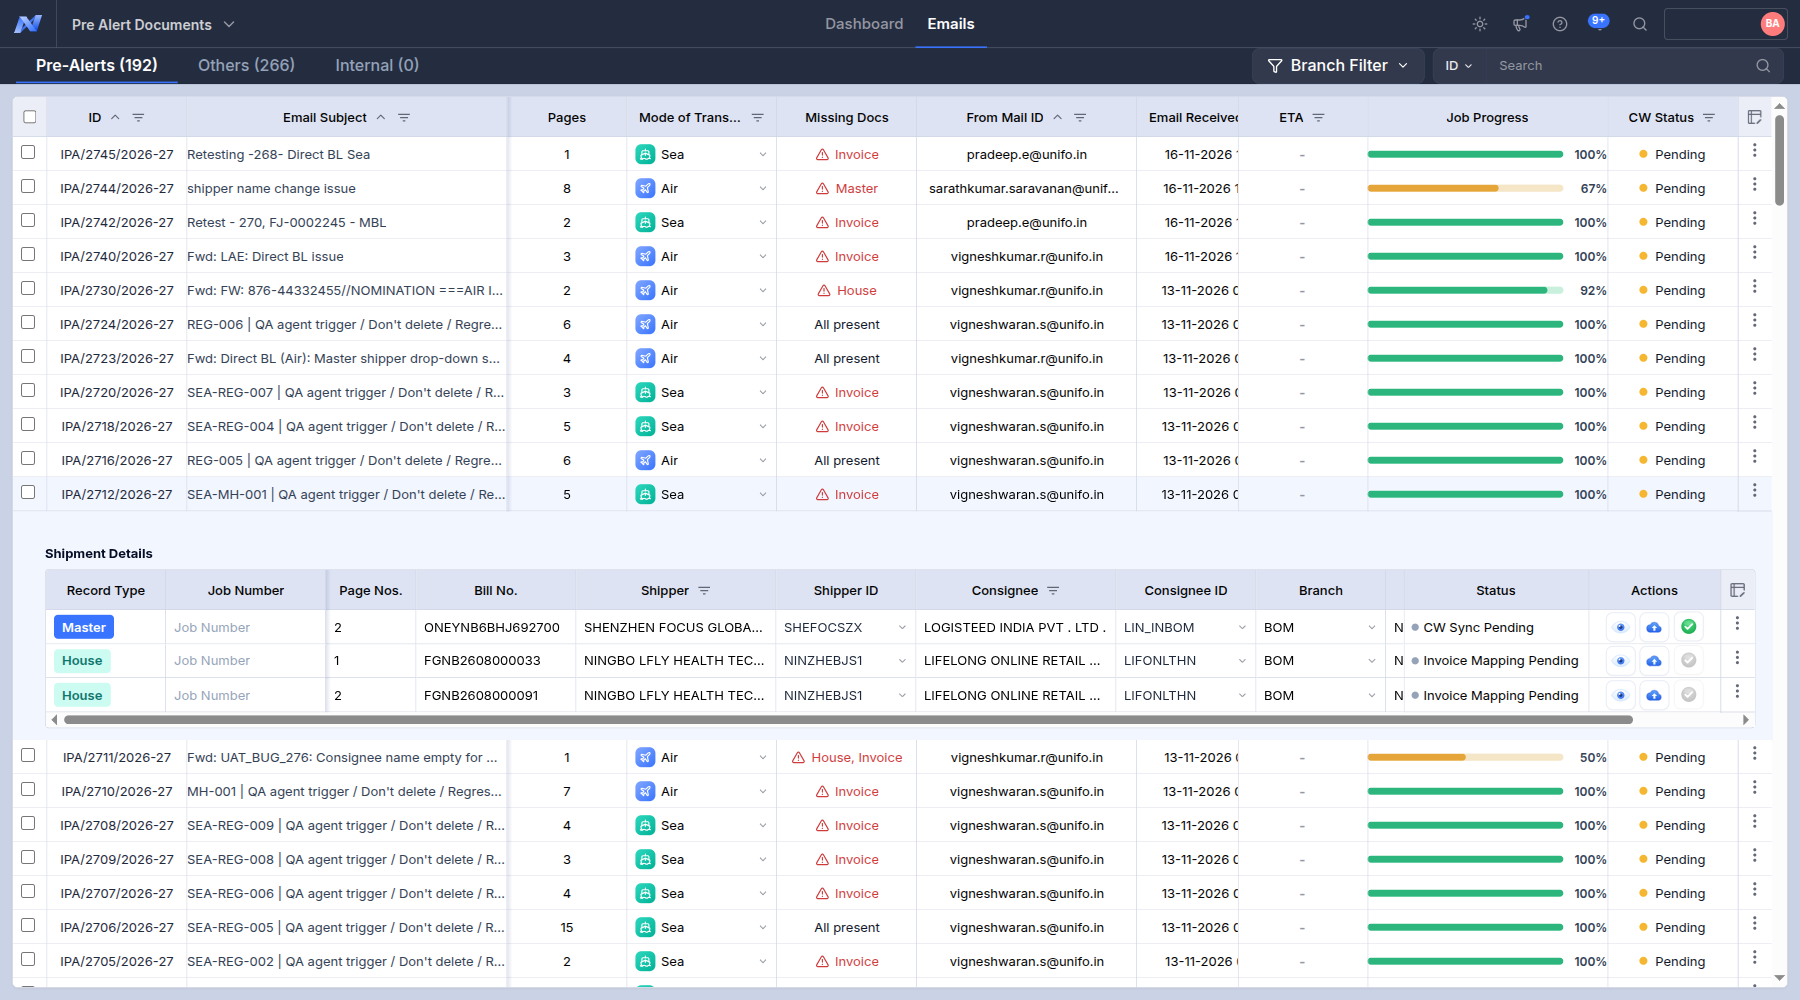 Pre Alert Documents
Dashboard
Emails
9+
BA
Pre-Alerts (192)
Others (266)
Internal (0)
Branch Filter
ID
Search
ID Email Subject Pages Mode of Trans... Missing Docs From Mail ID Email Received ETA Job Progress CW Status
IPA/2745/2026-27 Retesting -268- Direct BL Sea 1 Sea Invoice pradeep.e@unifo.in 16-11-2026 - 100% Pending
IPA/2744/2026-27 shipper name change issue 8 Air Master sarathkumar.saravanan@unif... 16-11-2026 1 - 67% Pending
IPA/2742/2026-27 Retest - 270, FJ-0002245 - MBL 2 Sea Invoice pradeep.e@unifo.in 16-11-2026 - 100% Pending
IPA/2740/2026-27 Fwd: LAE: Direct BL issue 3 Air Invoice vigneshkumar.r@unifo.in 16-11-2026 - 100% Pending
IPA/2730/2026-27 Fwd: FW: 876-44332455//NOMINATION ===AIR I... 2 Air House vigneshkumar.r@unifo.in 13-11-2026 0 - 92% Pending
IPA/2724/2026-27 REG-006 | QA agent trigger / Don't delete / Regre... 6 Air All present vigneshwaran.s@unifo.in 13-11-2026 0 - 100% Pending
IPA/2723/2026-27 Fwd: Direct BL (Air): Master shipper drop-down s... 4 Air All present vigneshkumar.r@unifo.in 13-11-2026 0 - 100% Pending
IPA/2720/2026-27 SEA-REG-007 | QA agent trigger / Don't delete / R... 3 Sea Invoice vigneshwaran.s@unifo.in 13-11-2026 0 - 100% Pending
IPA/2718/2026-27 SEA-REG-004 | QA agent trigger / Don't delete / R... 5 Sea Invoice vigneshwaran.s@unifo.in 13-11-2026 0 - 100% Pending
IPA/2716/2026-27 REG-005 | QA agent trigger / Don't delete / Regre... 6 Air All present vigneshwaran.s@unifo.in 13-11-2026 0 - 100% Pending
IPA/2712/2026-27 SEA-MH-001 | QA agent trigger / Don't delete / Re... 5 Sea Invoice vigneshwaran.s@unifo.in 13-11-2026 0 - 100% Pending
Shipment Details
Record Type Job Number Page Nos. Bill No. Shipper Shipper ID Consignee Consignee ID Branch Status Actions
Master Job Number 2 ONEYNB6BHJ692700 SHENZHEN FOCUS GLOBA... SHEFOCSZX LOGISTEED INDIA PVT . LTD . LIN_INBOM BOM N CW Sync Pending
House Job Number 1 FGNB2608000033 NINGBO LFLY HEALTH TEC... NINZHEBJS1 LIFELONG ONLINE RETAIL ... LIFONLTHN BOM N Invoice Mapping Pending
House Job Number 2 FGNB2608000091 NINGBO LFLY HEALTH TEC... NINZHEBJS1 LIFELONG ONLINE RETAIL ... LIFONLTHN BOM N Invoice Mapping Pending
IPA/2711/2026-27 Fwd: UAT_BUG_276: Consignee name empty for ... 1 Air House, Invoice vigneshkumar.r@unifo.in 13-11-2026 - 50% Pending
IPA/2710/2026-27 MH-001 | QA agent trigger / Don't delete / Regres... 7 Air Invoice vigneshwaran.s@unifo.in 13-11-2026 0 - 100% Pending
IPA/2708/2026-27 SEA-REG-009 | QA agent trigger / Don't delete / R... 4 Sea Invoice vigneshwaran.s@unifo.in 13-11-2026 0 - 100% Pending
IPA/2709/2026-27 SEA-REG-008 | QA agent trigger / Don't delete / R... 3 Sea Invoice vigneshwaran.s@unifo.in 13-11-2026 0 - 100% Pending
IPA/2707/2026-27 SEA-REG-006 | QA agent trigger / Don't delete / R... 4 Sea Invoice vigneshwaran.s@unifo.in 13-11-2026 0 - 100% Pending
IPA/2706/2026-27 SEA-REG-005 | QA agent trigger / Don't delete / R... 15 Sea All present vigneshwaran.s@unifo.in 13-11-2026 0 - 100% Pending
IPA/2705/2026-27 SEA-REG-002 | QA agent trigger / Don't delete / R... 2 Sea Invoice vigneshwaran.s@unifo.in 13-11-2026 - 100% Pending